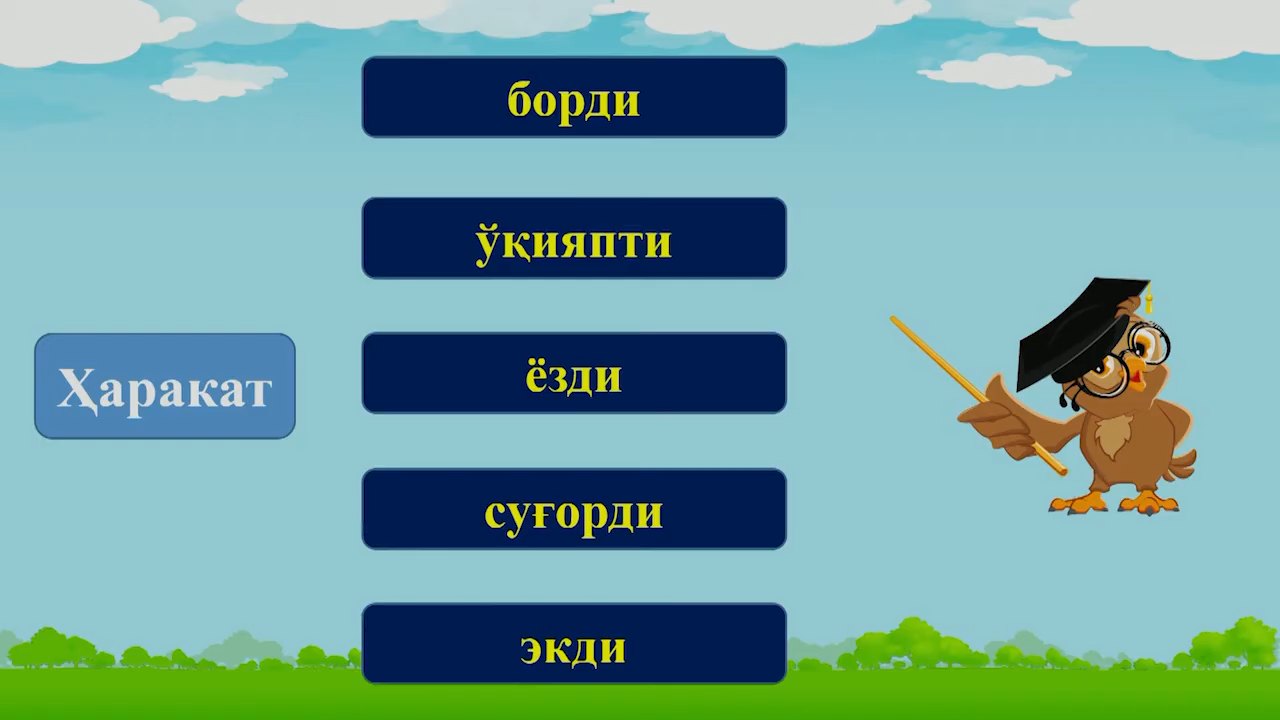 борди
ўқияпти
Ҳаракат
ёзди
суғорди
экди